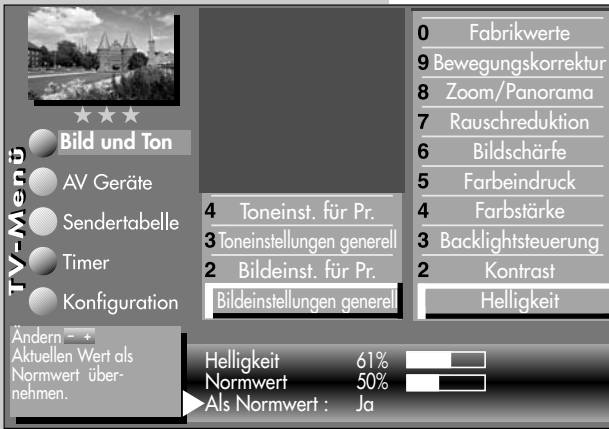 TV-Menü
Bild und Ton
AV Geräte
Sendertabelle
Timer
Konfiguration
4 Toneinst. für Pr.
3 Toneinstellungen generell
2 Bildeinst. für Pr.
Bildeinstellungen generell
0 Fabrikwerte
9 Bewegungskorrektur
8 Zoom/Panorama
7 Rauschreduktion
6 Bildschärfe
5 Farbeindruck
4 Farbstärke
3 Backlightsteuerung
2 Kontrast
Helligkeit
Ändern - +
Aktuellen Wert als
Normwert über-
nehmen.
Helligkeit 61%
Normwert 50%
Als Normwert : Ja